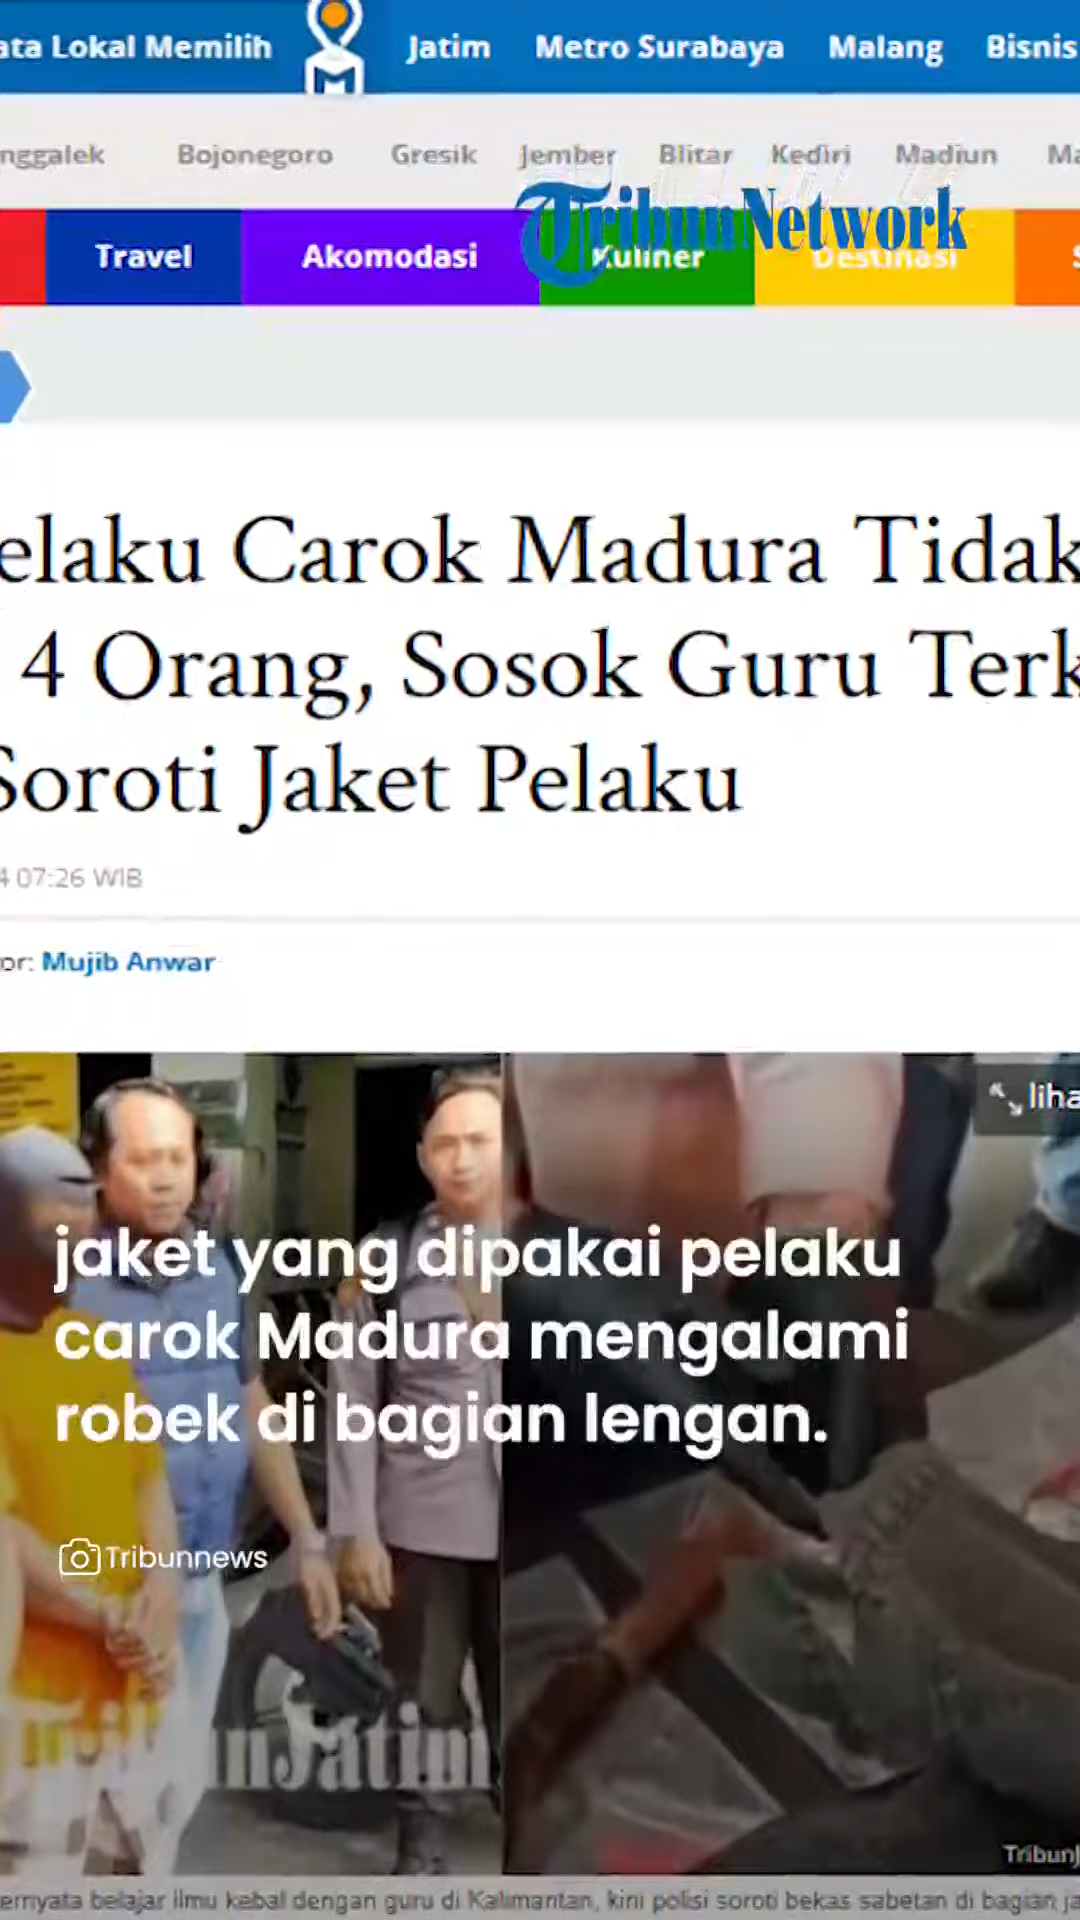 ata Lokal Memilih Jatim Metro Surabaya Malang Bisnis
nggalek Bojonegoro Gresik Jember Blitar Kediri Madiun Ma
TribunNetwork
Travel Akomodasi Kuliner Destinasi S
elaku Carok Madura Tidak
4 Orang, Sosok Guru Terk
Soroti Jaket Pelaku
4 07:26 WIB
or: Mujib Anwar
liha
jaket yang dipakai pelaku
carok Madura mengalami
robek di bagian lengan.
Tribunnews
unJatim
TribunJ
ernyata belajar ilmu kebal dengan guru di Kalimantan, kini polisi soroti bekas sabetan di bagian ja